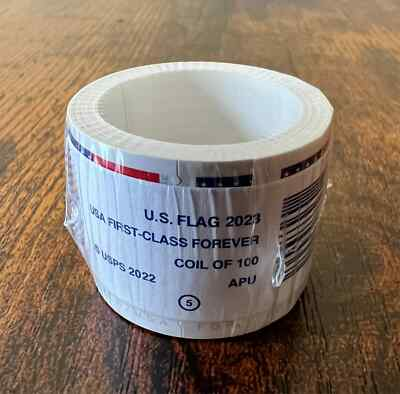 U.S. FLAG 2023
USA FIRST-CLASS FOREVER
© USPS 2022 COIL OF 100
APU
5